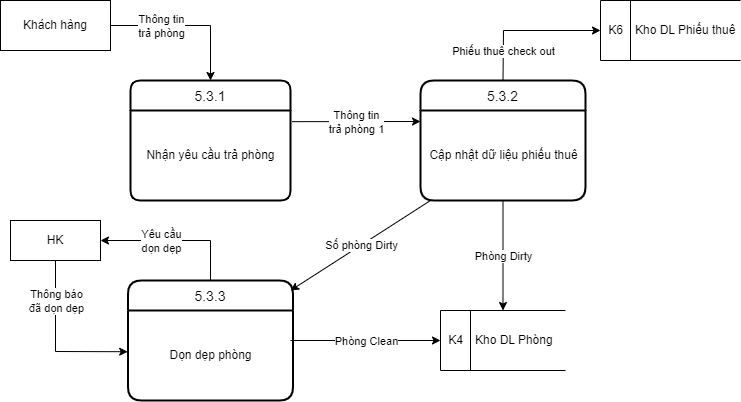 Khách hàng
Thông tin
trả phòng
K6
Kho DL Phiếu thuê
Phiếu thuê check out
5.3.1
Nhận yêu cầu trả phòng
Thông tin
trả phòng 1
5.3.2
Cập nhật dữ liệu phiếu thuê
HK
Yêu cầu
dọn dẹp
Số phòng Dirty
Phòng Dirty
Thông báo
đã dọn dẹp
5.3.3
Dọn dẹp phòng
Phòng Clean
K4
Kho DL Phòng